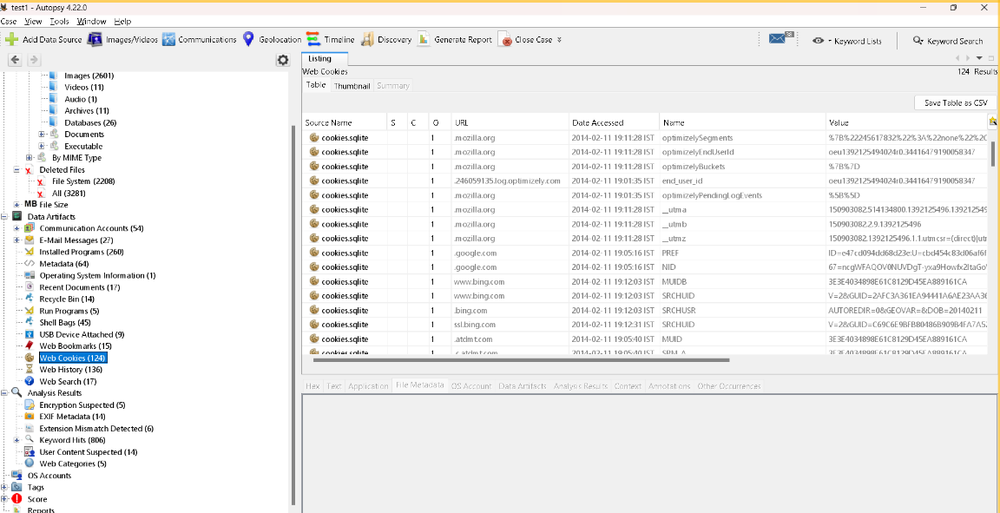 test1 - Autopsy 4.22.0
Case View Tools Window Help
Add Data Source Images/Videos Communications Geolocation Timeline Discovery Generate Report Close Case Keyword Lists Keyword Search
Listing
Web Cookies 124 Results
Table Thumbnail Summary
Save Table as CSV
Images (2601)
Videos (11)
Audio (1)
Archives (11)
Databases (26)
Documents
Executable
By MIME Type
Deleted Files
File System (2208)
All (3281)
MB File Size
Data Artifacts
Communication Accounts (54)
E-Mail Messages (27)
Installed Programs (260)
Metadata (64)
Operating System Information (1)
Recent Documents (17)
Recycle Bin (14)
Run Programs (5)
Shell Bags (45)
USB Device Attached (9)
Web Bookmarks (15)
Web Cookies (124)
Web History (136)
Web Search (17)
Analysis Results
Encryption Suspected (5)
EXIF Metadata (14)
Extension Mismatch Detected (6)
Keyword Hits (806)
User Content Suspected (14)
Web Categories (5)
OS Accounts
Tags
Score
Reports
Source Name S C O URL Date Accessed Name Value
cookies.sqlite 1 .mozilla.org 2014-02-11 19:11:28 IST optimizelySegments %7B%22245617832%22%3A%22none%22%2C
cookies.sqlite 1 .mozilla.org 2014-02-11 19:11:28 IST optimizelyEndUserId oeu1392125494024r0.34416479190058347
cookies.sqlite 1 .mozilla.org 2014-02-11 19:11:28 IST optimizelyBuckets %7B%7D
cookies.sqlite 1 .246059135.log.optimizely.com 2014-02-11 19:01:35 IST end_user_id oeu1392125494024r0.34416479190058347
cookies.sqlite 1 .mozilla.org 2014-02-11 19:01:35 IST optimizelyPendingLogEvents %5B%5D
cookies.sqlite 1 .mozilla.org 2014-02-11 19:11:28 IST __utma 150903082.514134800.1392125496.139212549
cookies.sqlite 1 .mozilla.org 2014-02-11 19:11:28 IST __utmb 150903082.2.9.1392125496
cookies.sqlite 1 .mozilla.org 2014-02-11 19:11:28 IST __utmz 150903082.1392125496.1.1.utmcsr=(direct)|utm
cookies.sqlite 1 .google.com 2014-02-11 19:05:16 IST PREF ID=e47cd094dd68d23e:U=cbd454c83d06af6f
cookies.sqlite 1 .google.com 2014-02-11 19:05:16 IST NID 67=ncgWFAQOV0NUVDgT-yxa9Howfx2ItaGo
cookies.sqlite 1 www.bing.com 2014-02-11 19:12:03 IST MUIDB 3E3E4034898E61C8129D45EA889161CA
cookies.sqlite 1 www.bing.com 2014-02-11 19:12:03 IST SRCHUID V=2&GUID=2AFC3A361EA94441A6AE23AA36
cookies.sqlite 1 .bing.com 2014-02-11 19:12:03 IST SRCHUSR AUTOREDIR=0&GEOVAR=&DOB=20140211
cookies.sqlite 1 ssl.bing.com 2014-02-11 19:12:31 IST SRCHUID V=2&GUID=C69C6E9BFB80486B909B4FA7A5
cookies.sqlite 1 .atdmt.com 2014-02-11 19:05:40 IST MUID 3E3E4034898E61C8129D45EA889161CA
cookies.sqlite 1 .c.atdmt.com 2014-02-11 19:05:40 IST SRM_A 3E3E4034898E61C8129D45EA889161CA
Hex Text Application File Metadata OS Account Data Artifacts Analysis Results Context Annotations Other Occurrences